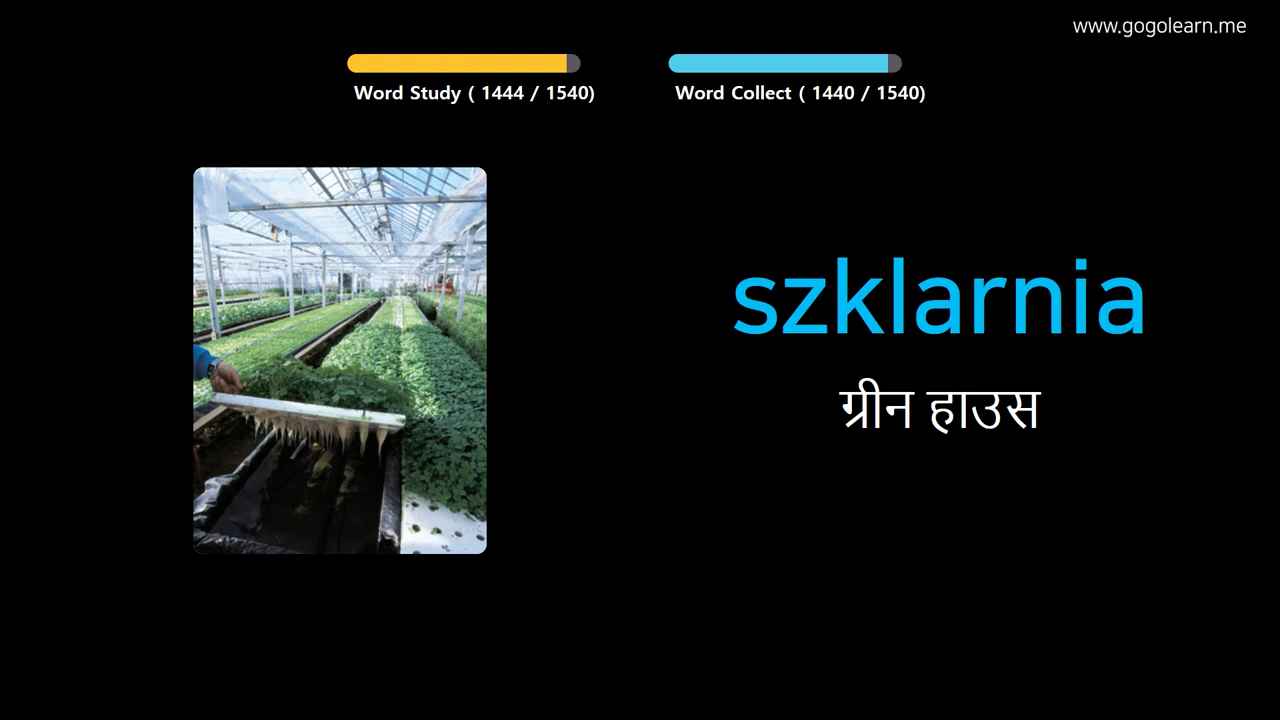 www.gogolearn.me
Word Study ( 1444 / 1540)
Word Collect ( 1440 / 1540)
szklarnia
ग्रीन हाउस